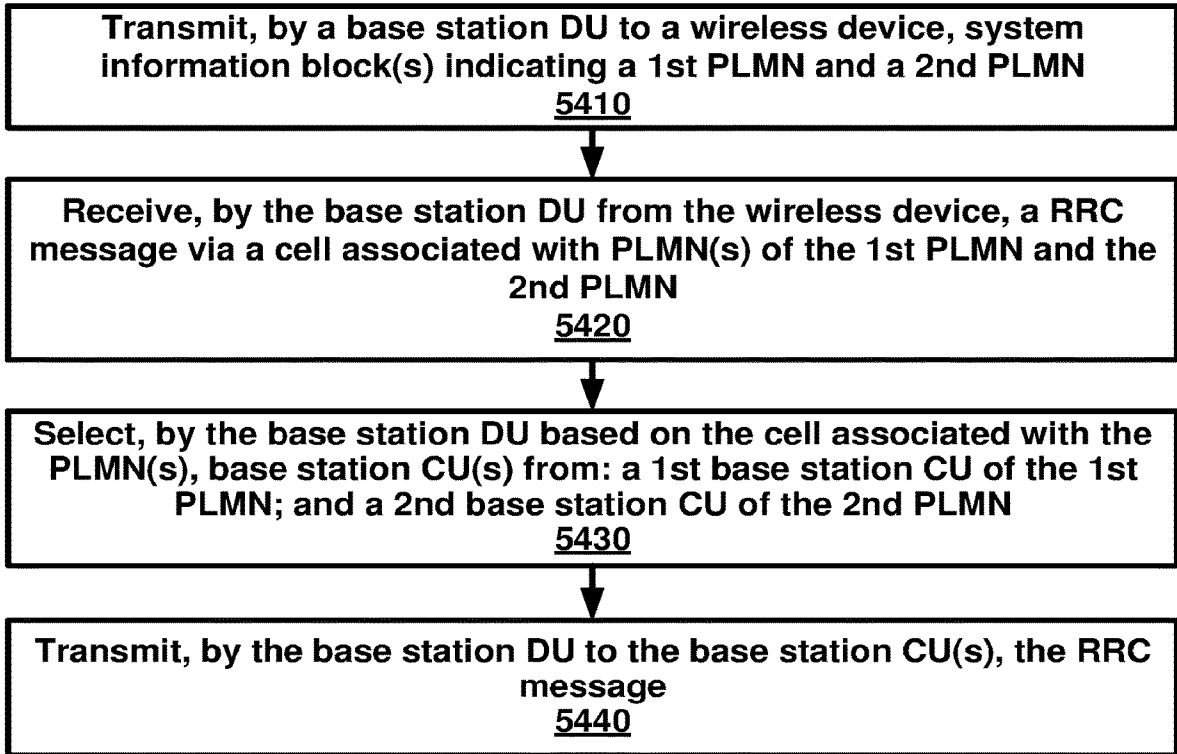 Transmit, by a base station DU to a wireless device, system
information block(s) indicating a 1st PLMN and a 2nd PLMN
5410
Receive, by the base station DU from the wireless device, a RRC
message via a cell associated with PLMN(s) of the 1st PLMN and the
2nd PLMN
5420
Select, by the base station DU based on the cell associated with the
PLMN(s), base station CU(s) from: a 1st base station CU of the 1st
PLMN; and a 2nd base station CU of the 2nd PLMN
5430
Transmit, by the base station DU to the base station CU(s), the RRC
message
5440